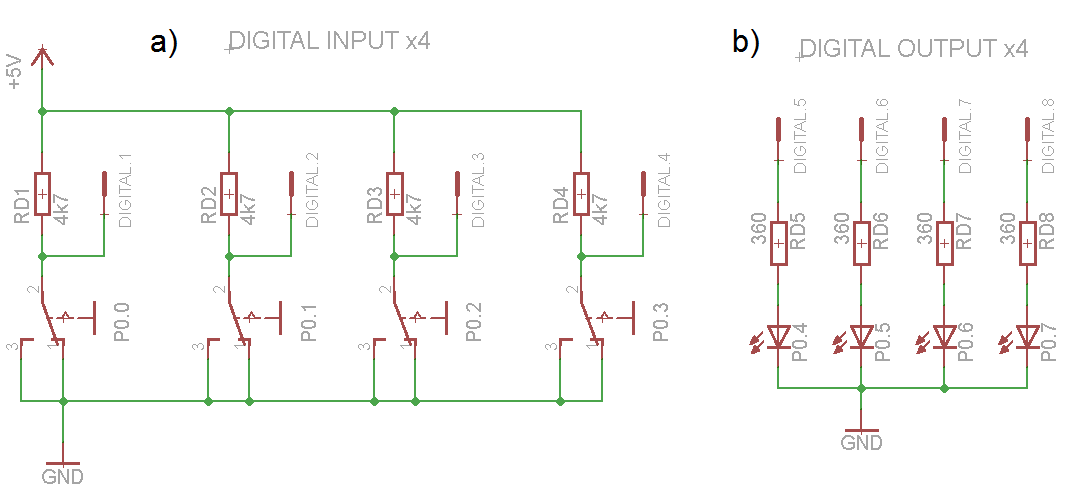 a)
DIGITAL INPUT x4
+5V
RD1
4k7
DIGITAL.1
RD2
4k7
DIGITAL.2
RD3
4k7
DIGITAL.3
RD4
4k7
DIGITAL.4
2
3
1
P0.0
2
3
1
P0.1
2
3
1
P0.2
2
3
1
P0.3
GND
b)
DIGITAL OUTPUT x4
DIGITAL.5
DIGITAL.6
DIGITAL.7
DIGITAL.8
360
RD5
360
RD6
360
RD7
360
RD8
P0.4
P0.5
P0.6
P0.7
GND